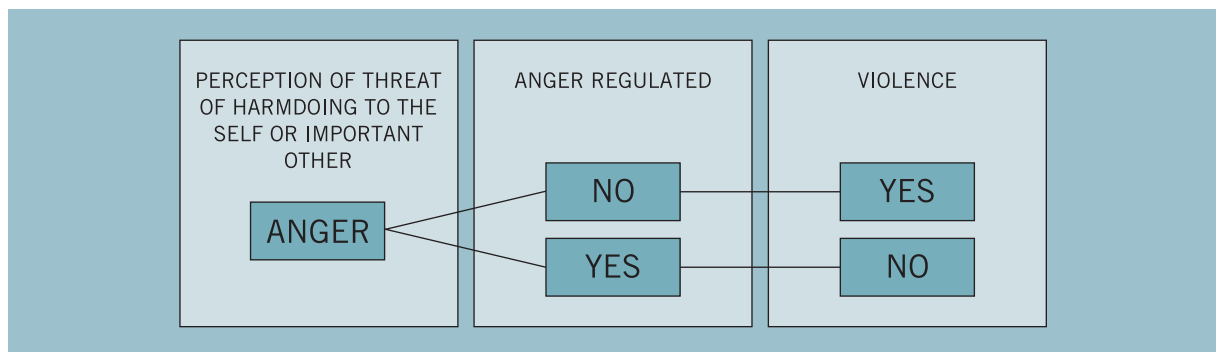 PERCEPTION OF THREAT
OF HARMDOING TO THE
SELF OR IMPORTANT
OTHER
ANGER
ANGER REGULATED
NO
YES
VIOLENCE
YES
NO